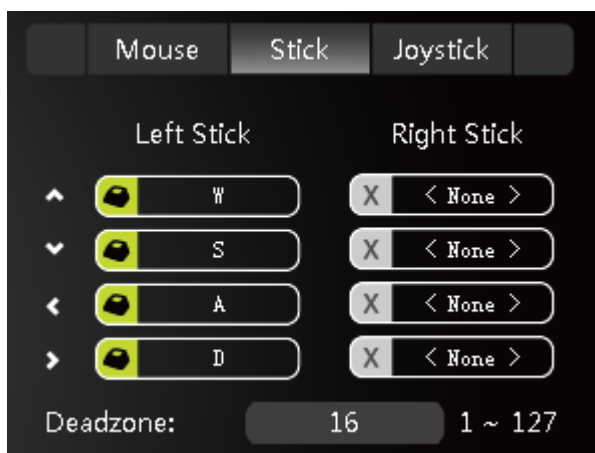 Mouse Stick Joystick
Left Stick Right Stick
W X < None >
S X < None >
A X < None >
D X < None >
Deadzone: 16 1 ~ 127